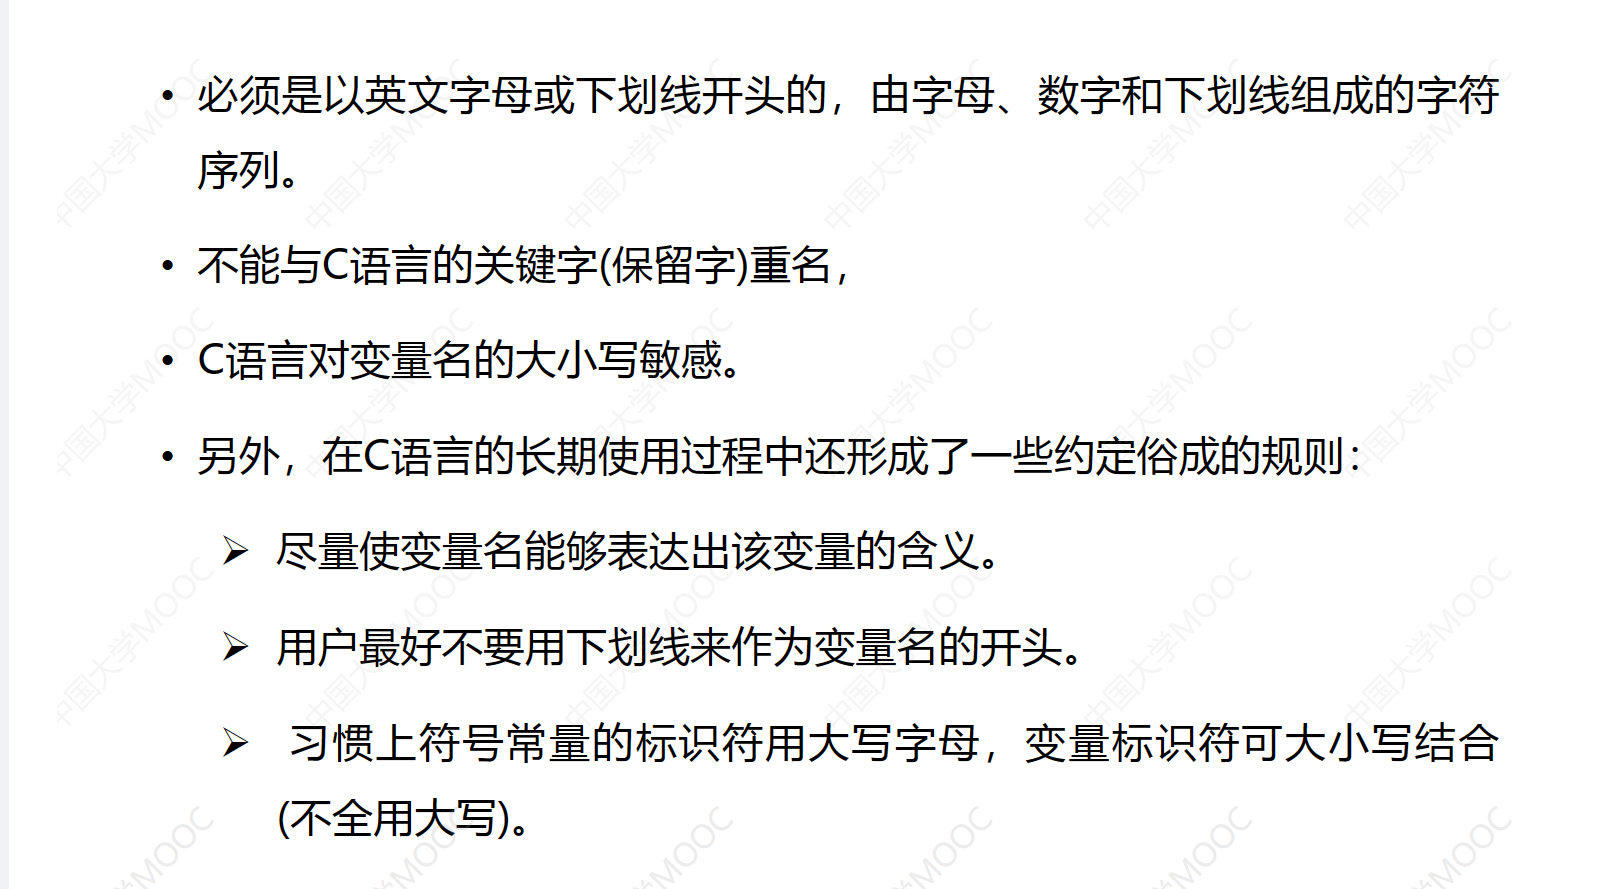 • 必须是以英文字母或下划线开头的，由字母、数字和下划线组成的字符
序列。
• 不能与C语言的关键字(保留字)重名，
• C语言对变量名的大小写敏感。
• 另外，在C语言的长期使用过程中还形成了一些约定俗成的规则：
➢ 尽量使变量名能够表达出该变量的含义。
➢ 用户最好不要用下划线来作为变量名的开头。
➢ 习惯上符号常量的标识符用大写字母，变量标识符可大小写结合
(不全用大写)。
中国大学MOOC